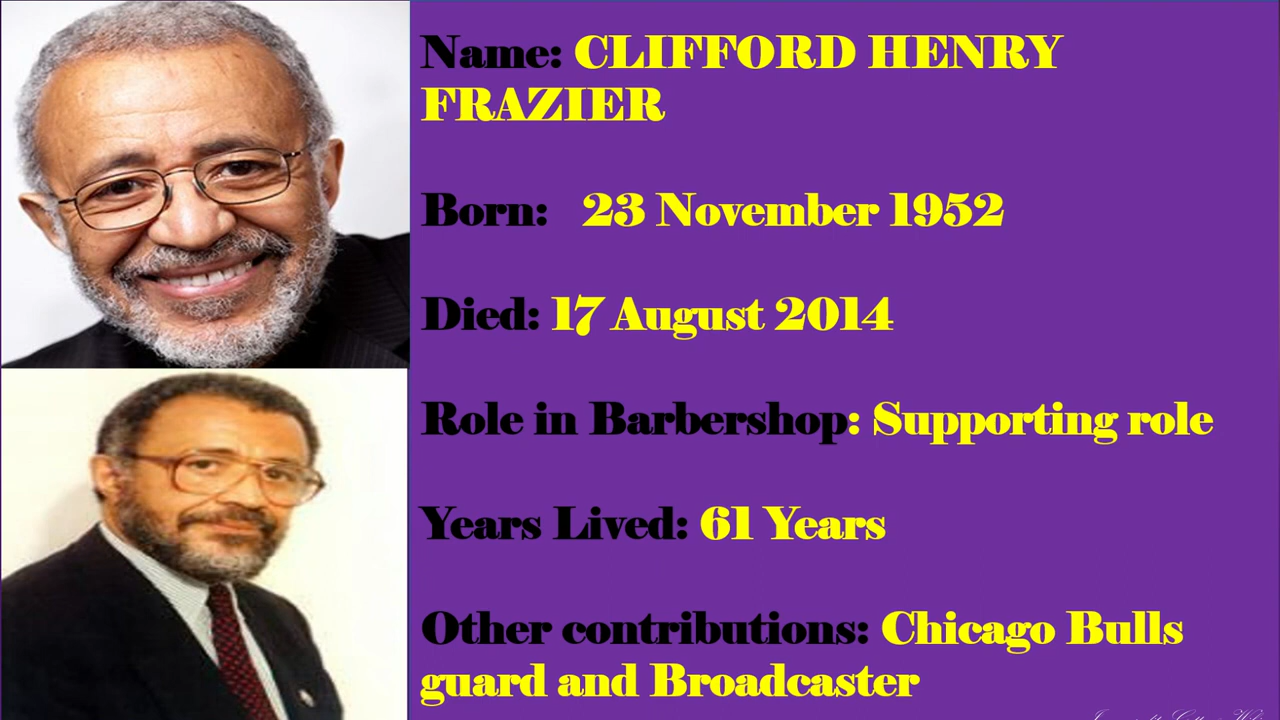 Name: CLIFFORD HENRY
FRAZIER
Born: 23 November 1952
Died: 17 August 2014
Role in Barbershop: Supporting role
Years Lived: 61 Years
Other contributions: Chicago Bulls
guard and Broadcaster